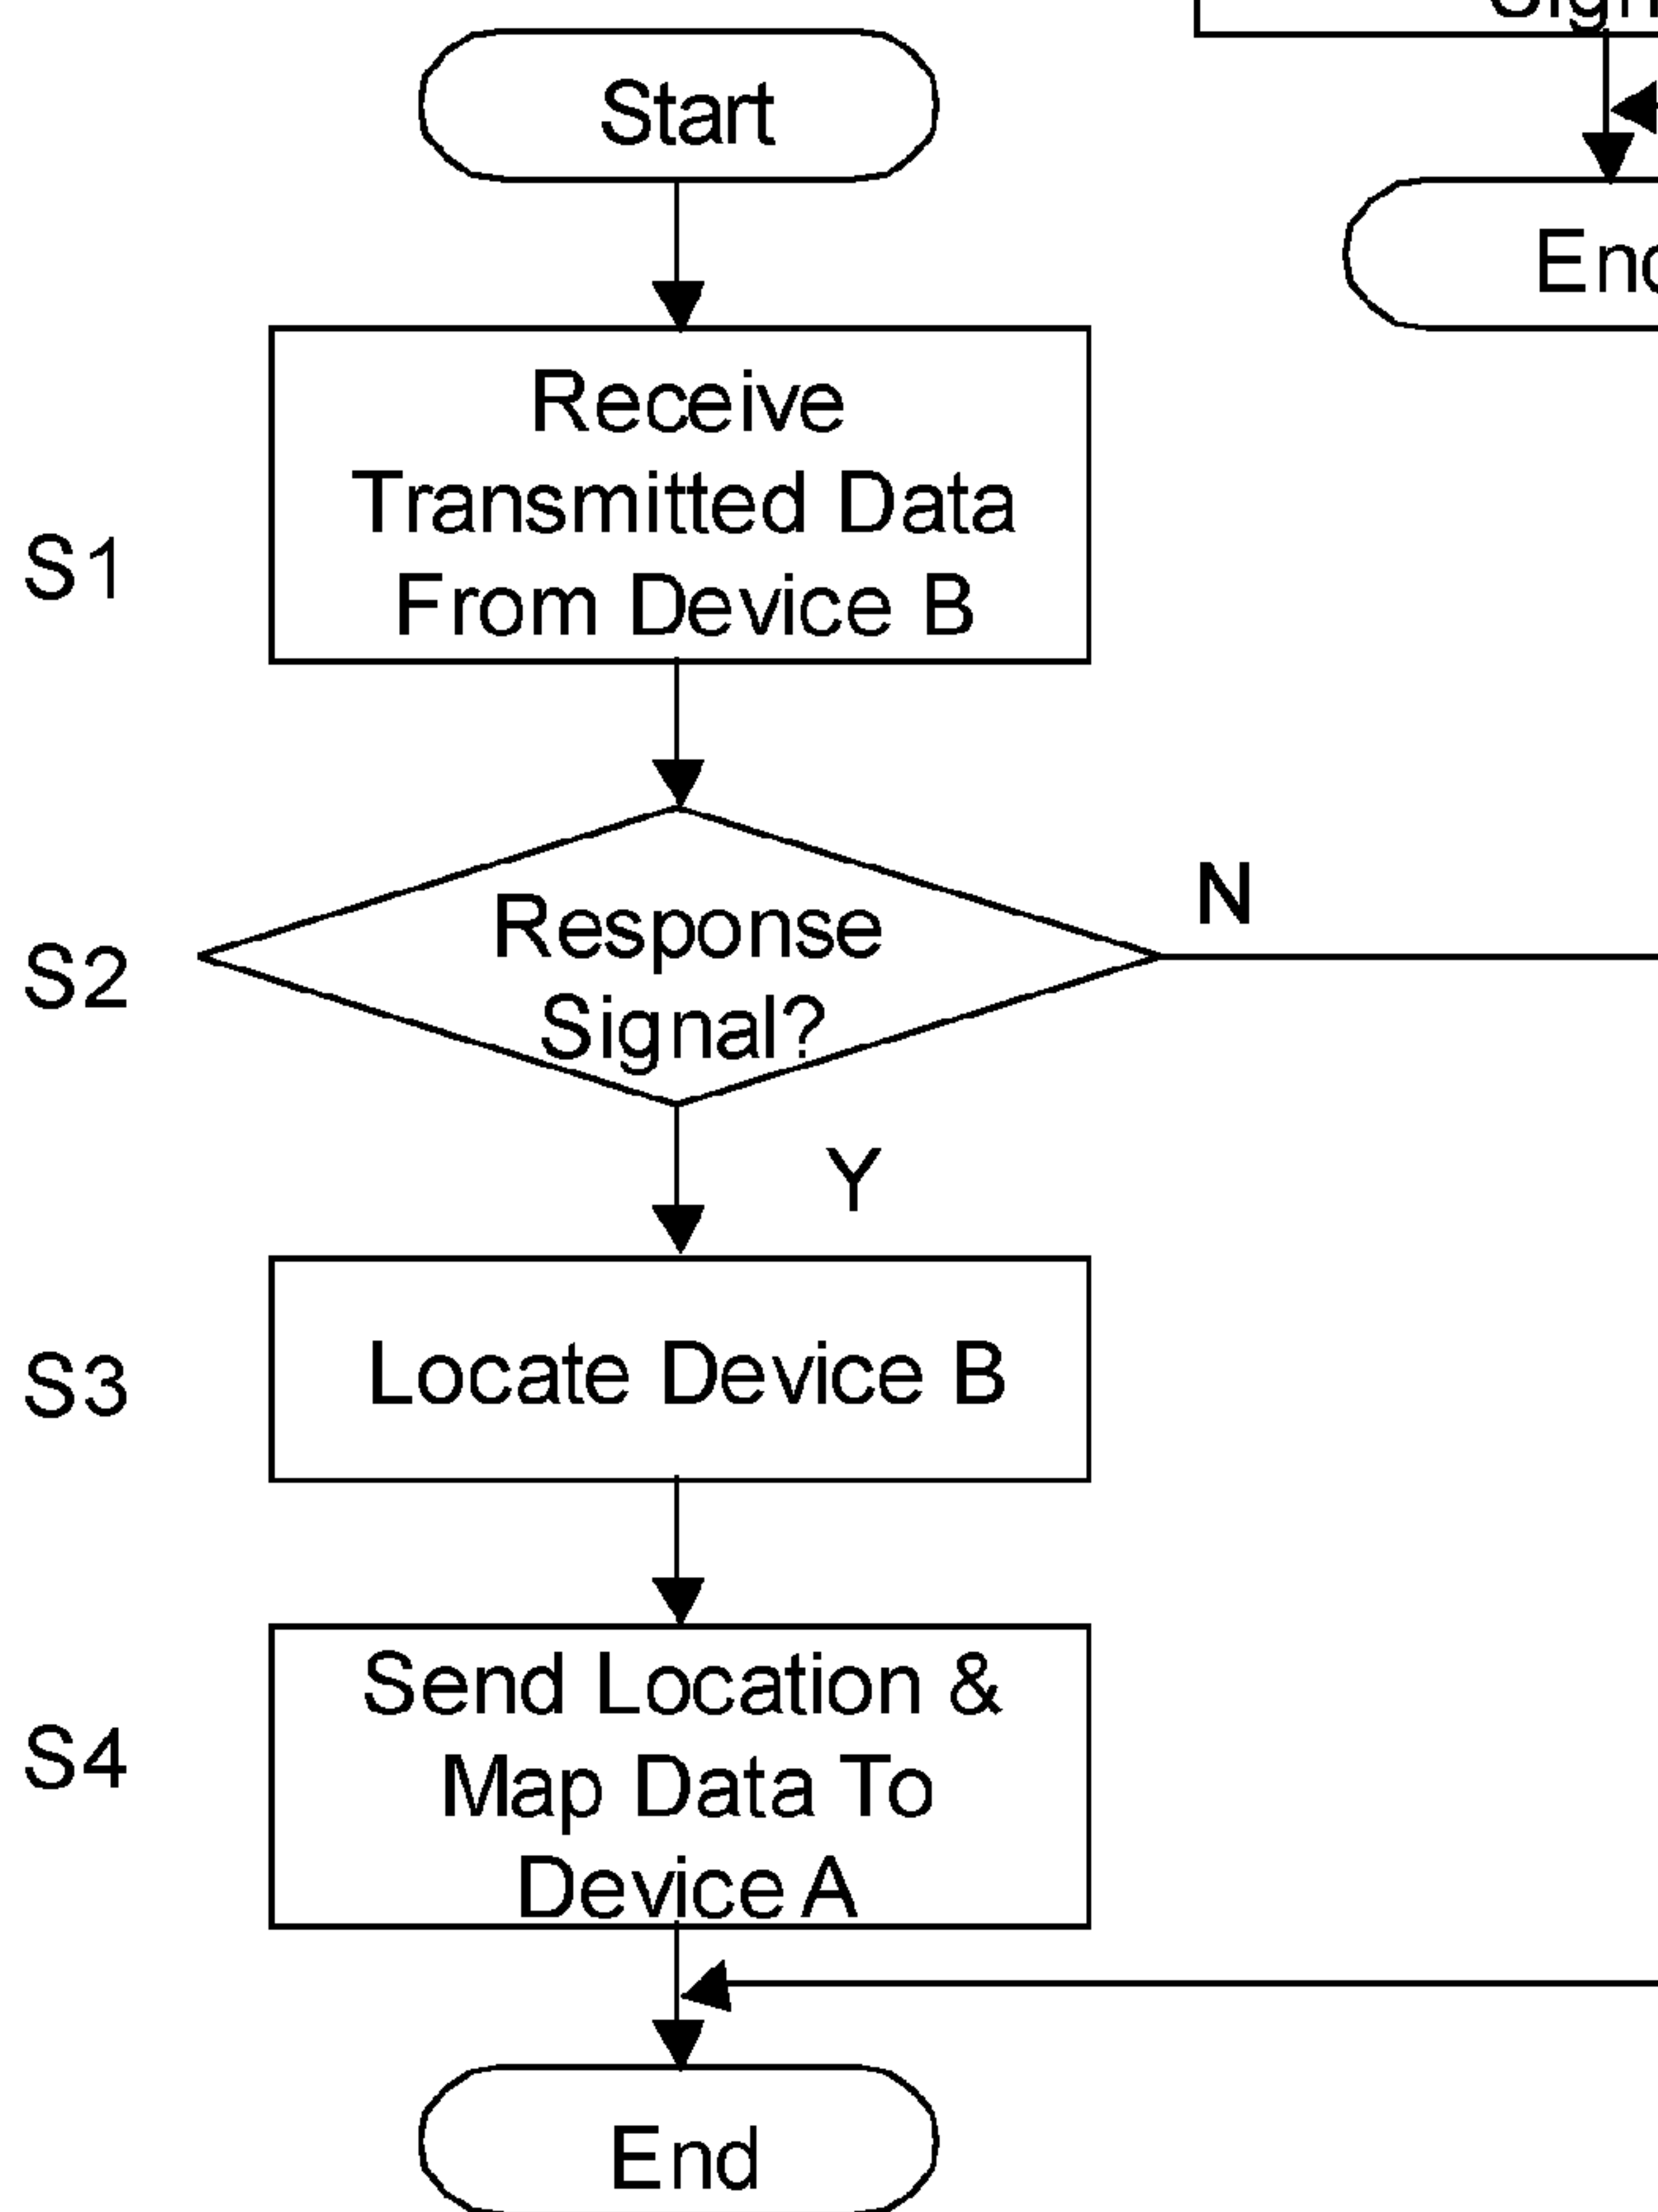 Start
S1
Receive
Transmitted Data
From Device B
S2
Response
Signal?
N
Y
S3
Locate Device B
S4
Send Location &
Map Data To
Device A
End